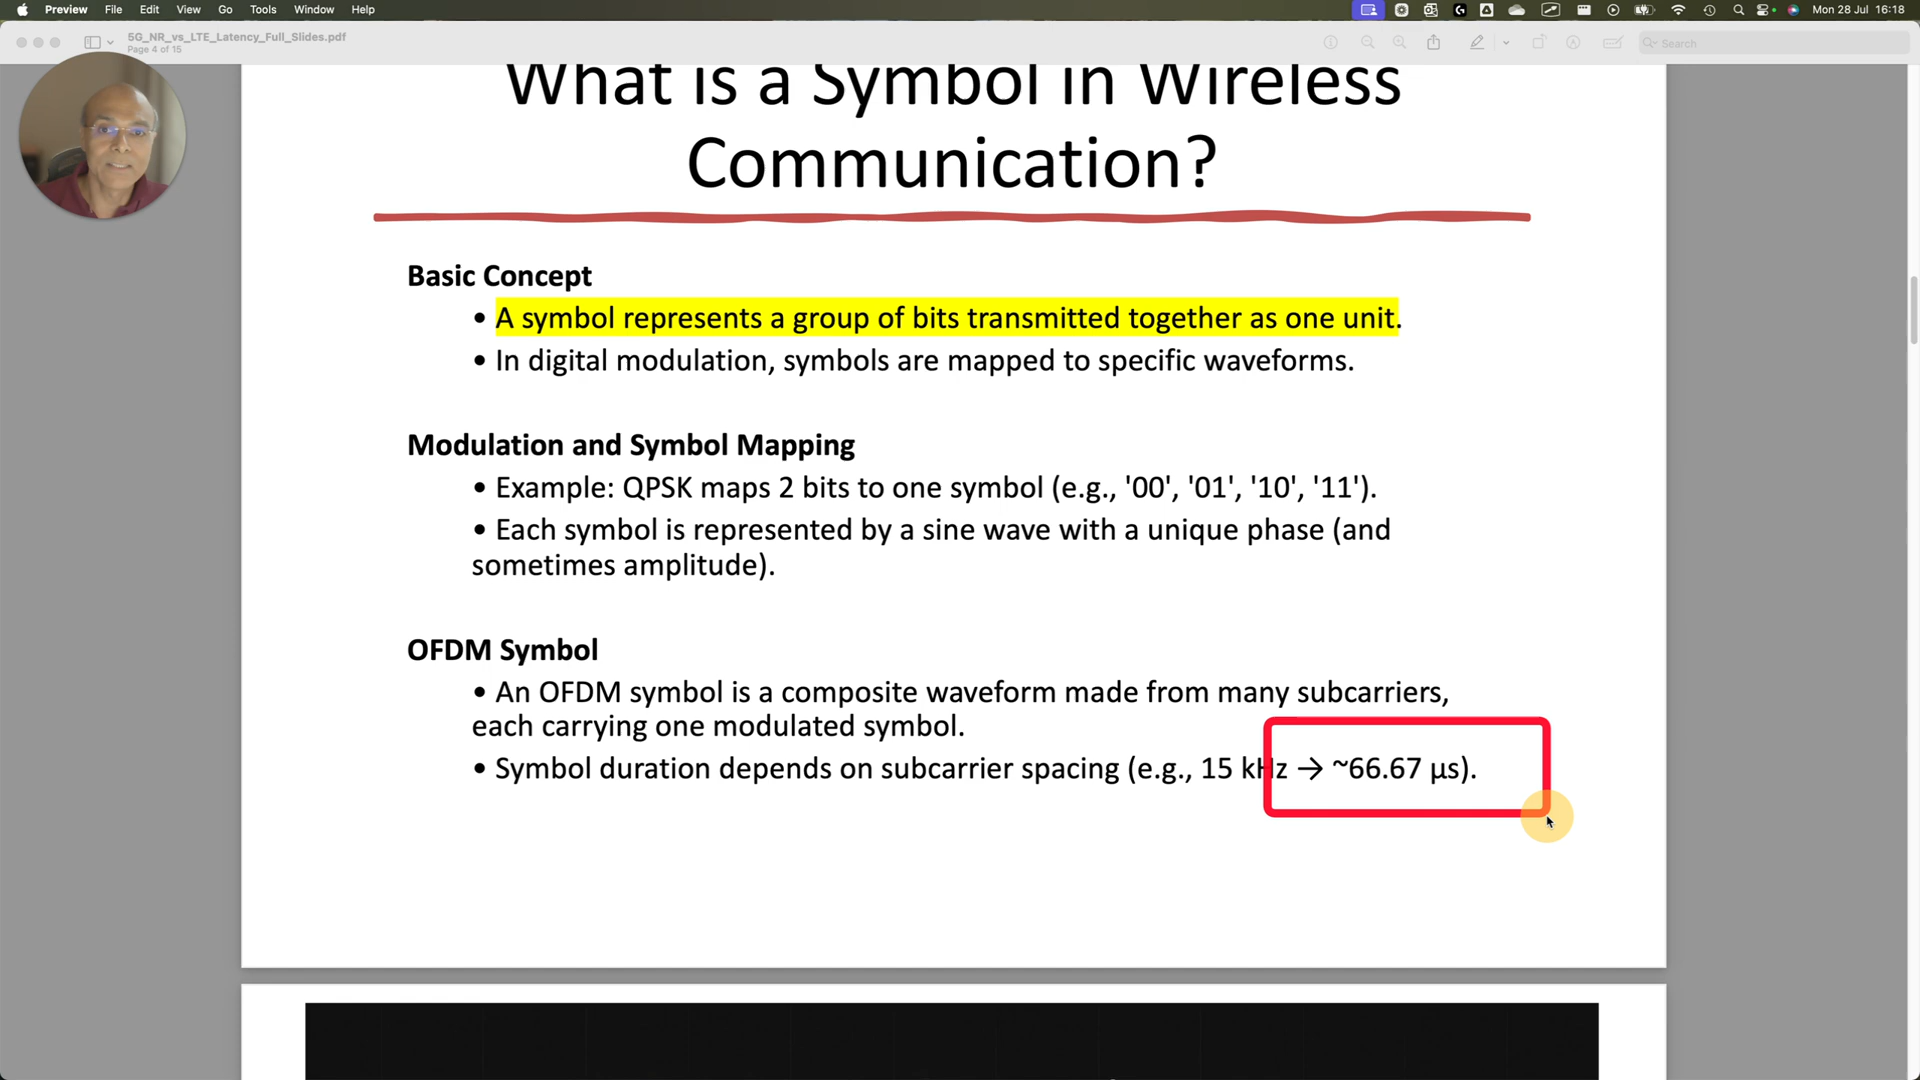 Preview File Edit View Go Tools Window Help Mon 28 Jul 16:18
5G_NR_vs_LTE_Latency_Full_Slides.pdf
Page 4 of 15
Search
What is a Symbol in Wireless
Communication?
Basic Concept
• A symbol represents a group of bits transmitted together as one unit.
• In digital modulation, symbols are mapped to specific waveforms.
Modulation and Symbol Mapping
• Example: QPSK maps 2 bits to one symbol (e.g., '00', '01', '10', '11').
• Each symbol is represented by a sine wave with a unique phase (and
sometimes amplitude).
OFDM Symbol
• An OFDM symbol is a composite waveform made from many subcarriers,
each carrying one modulated symbol.
• Symbol duration depends on subcarrier spacing (e.g., 15 kHz → ~66.67 µs).